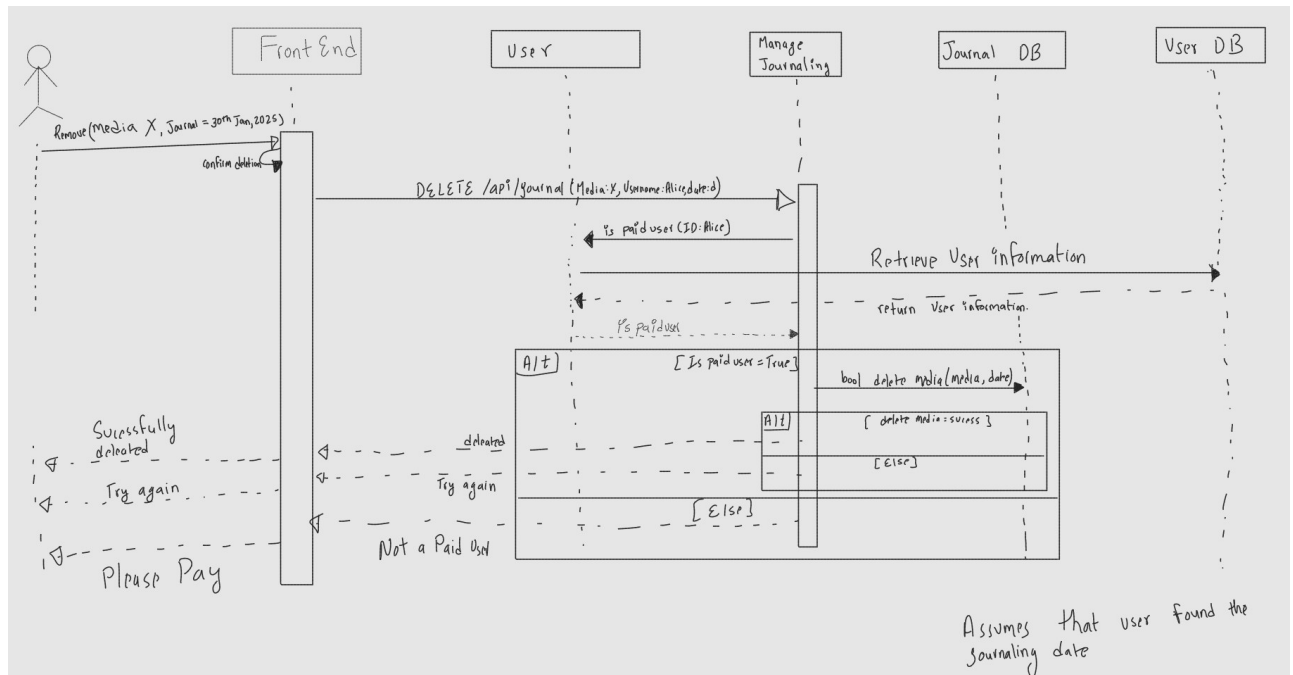 Front End
User
Manage
Journaling
Journal DB
User DB
Remove(Media X, Journal = 30th Jan, 2025)
confirm deletion
DELETE /api/journal (Media:X, Username:Alice, date:d)
is paid user (ID:Alice)
Retrieve User information
return User information.
is paid user
Alt
[Is paid user = True]
bool delete media(media, date)
Alt
[ delete media = sucess ]
Sucessfully
deleated
deleated
[Else]
Try again
Try again
[Else]
Not a Paid User
Please Pay
Assumes that user found the
journaling date